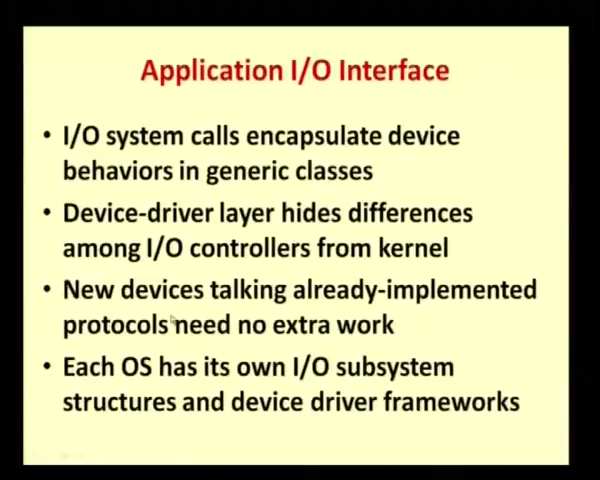 Application I/O Interface
• I/O system calls encapsulate device
behaviors in generic classes
• Device-driver layer hides differences
among I/O controllers from kernel
• New devices talking already-implemented
protocols need no extra work
• Each OS has its own I/O subsystem
structures and device driver frameworks